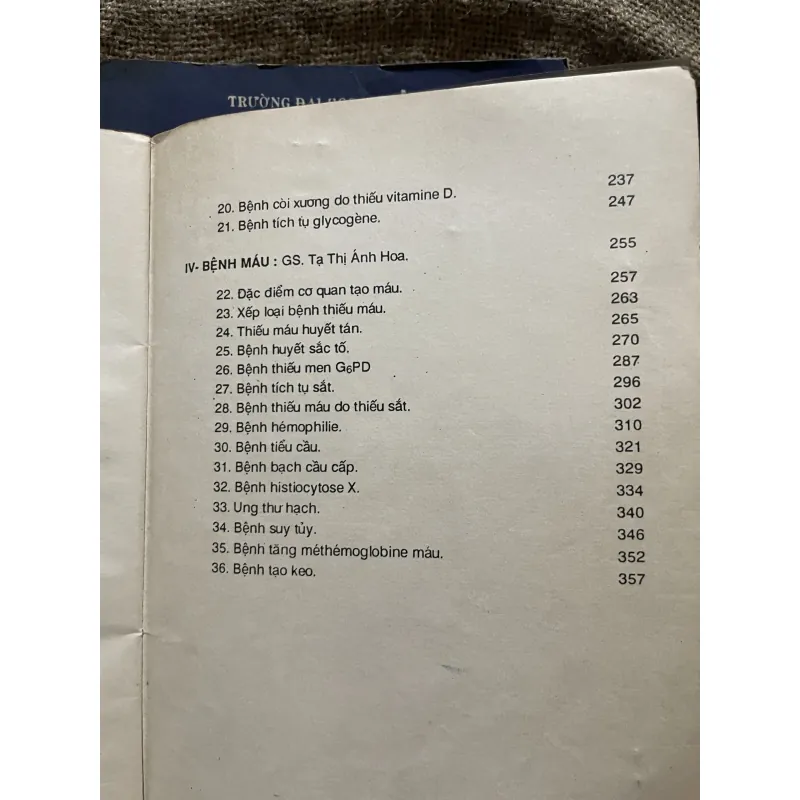 TRƯỜNG ĐẠI
20. Bệnh còi xương do thiếu vitamine D. 237
21. Bệnh tích tụ glycogène. 247
IV- BỆNH MÁU : GS. Tạ Thị Ánh Hoa. 255
22. Đặc điểm cơ quan tạo máu. 257
23. Xếp loại bệnh thiếu máu. 263
24. Thiếu máu huyết tán. 265
25. Bệnh huyết sắc tố. 270
26. Bệnh thiếu men G6PD 287
27. Bệnh tích tụ sắt. 296
28. Bệnh thiếu máu do thiếu sắt. 302
29. Bệnh hémophilie. 310
30. Bệnh tiểu cầu. 321
31. Bệnh bạch cầu cấp. 329
32. Bệnh histiocytose X. 334
33. Ung thư hạch. 340
34. Bệnh suy tủy. 346
35. Bệnh tăng méthémoglobine máu. 352
36. Bệnh tạo keo. 357